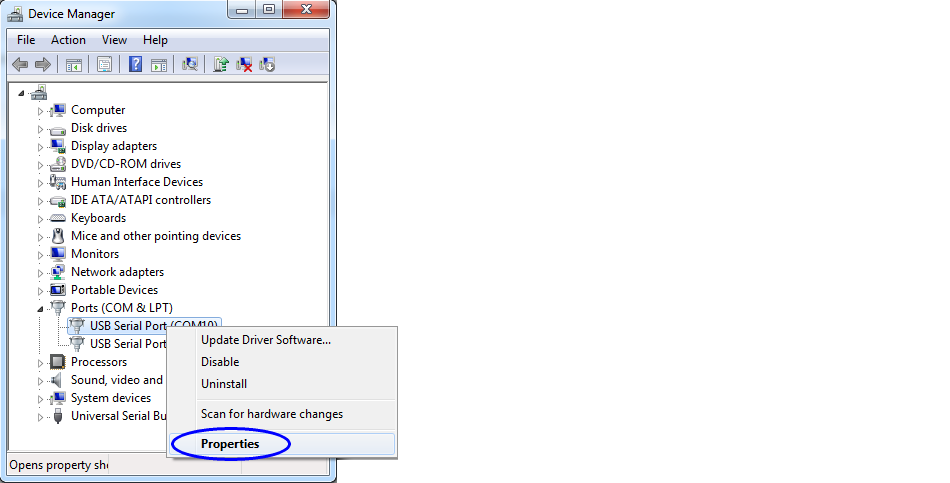 Device Manager
File Action View Help
Computer
Disk drives
Display adapters
DVD/CD-ROM drives
Human Interface Devices
IDE ATA/ATAPI controllers
Keyboards
Mice and other pointing devices
Monitors
Network adapters
Portable Devices
Ports (COM & LPT)
USB Serial Port (COM10)
USB Serial Port
Processors
Sound, video and
System devices
Universal Serial Bu
Update Driver Software...
Disable
Uninstall
Scan for hardware changes
Properties
Opens property she